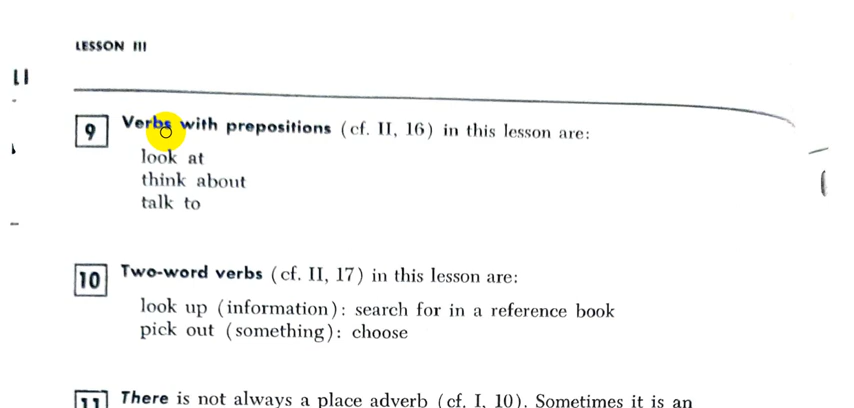 LESSON III
9 Verbs with prepositions (cf. II, 16) in this lesson are:
look at
think about
talk to
10 Two-word verbs (cf. II, 17) in this lesson are:
look up (information): search for in a reference book
pick out (something): choose
11 There is not always a place adverb (cf. I, 10). Sometimes it is an